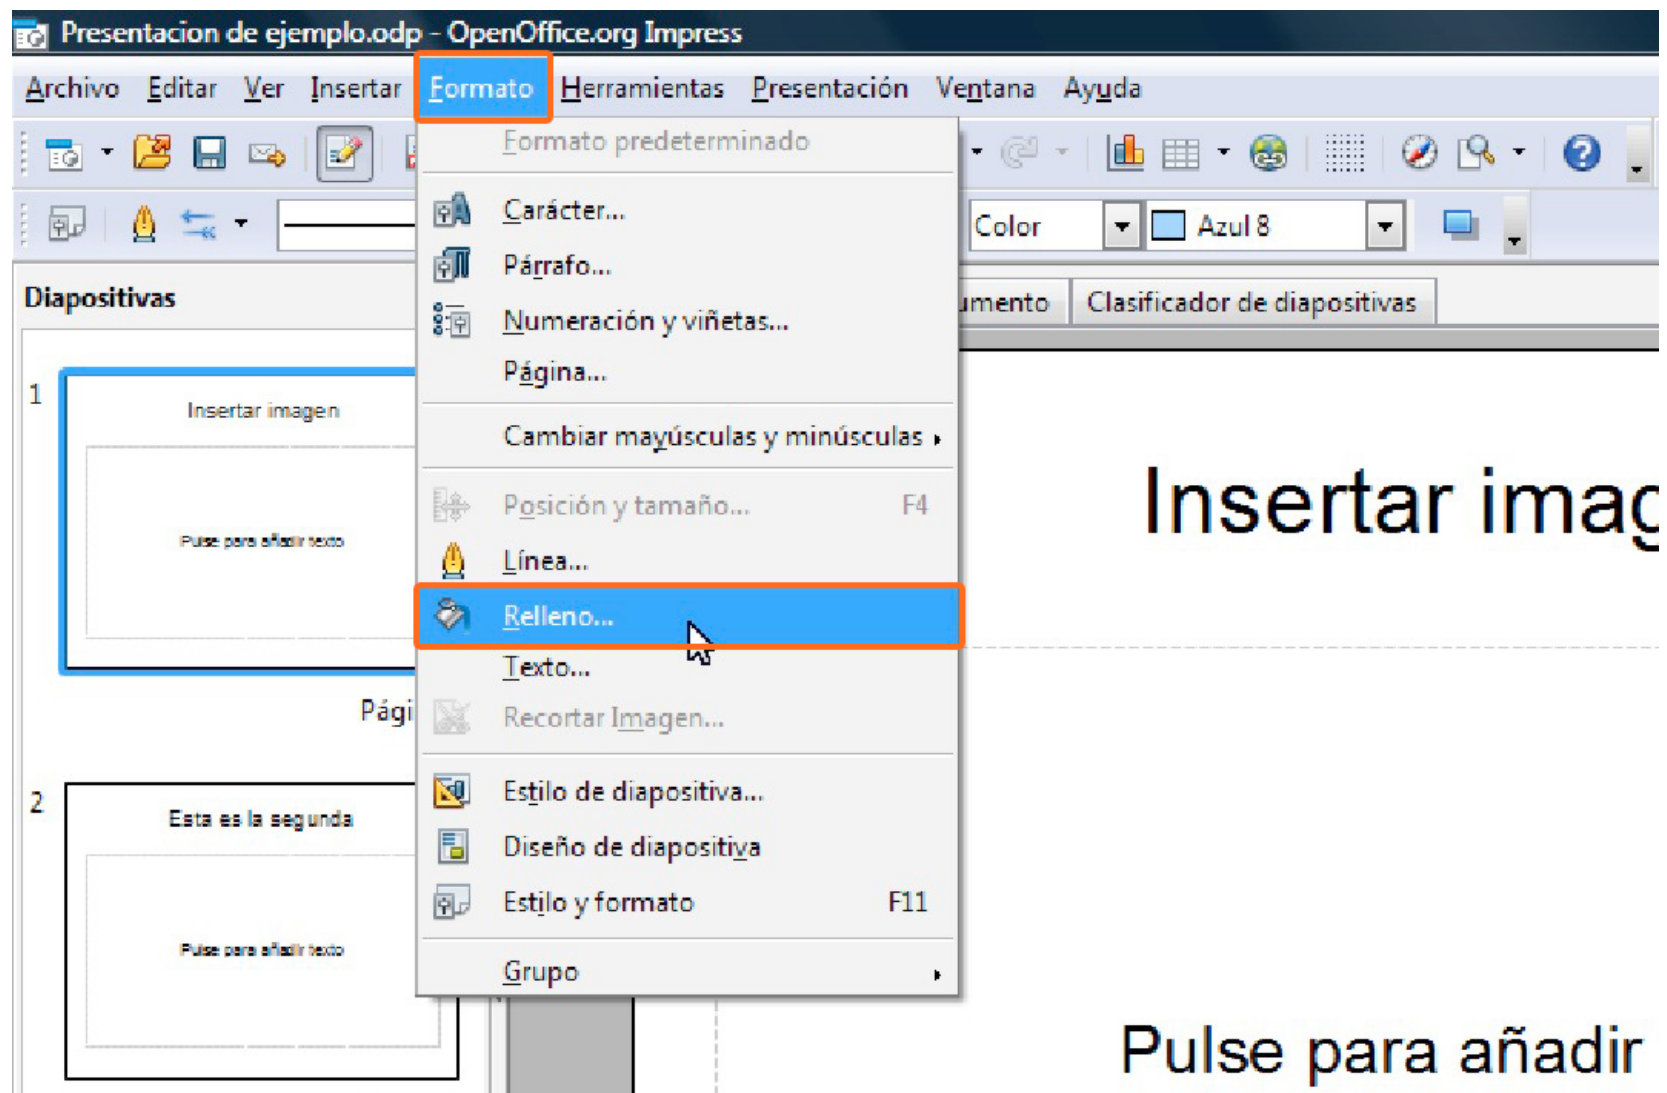 Presentacion de ejemplo.odp - OpenOffice.org Impress
Archivo Editar Ver Insertar Formato Herramientas Presentación Ventana Ayuda
Formato predeterminado
Carácter...
Color
Azul 8
Párrafo...
Diapositivas
umento
Clasificador de diapositivas
Numeración y viñetas...
Página...
1
Insertar imagen
Cambiar mayúsculas y minúsculas
Posición y tamaño... F4
Insertar imag
Pulse para añadir texto
Línea...
Relleno...
Texto...
Pági
Recortar Imagen...
Estilo de diapositiva...
2
Esta es la segunda
Diseño de diapositiva
Estilo y formato F11
Pulse para añadir texto
Grupo
Pulse para añadir